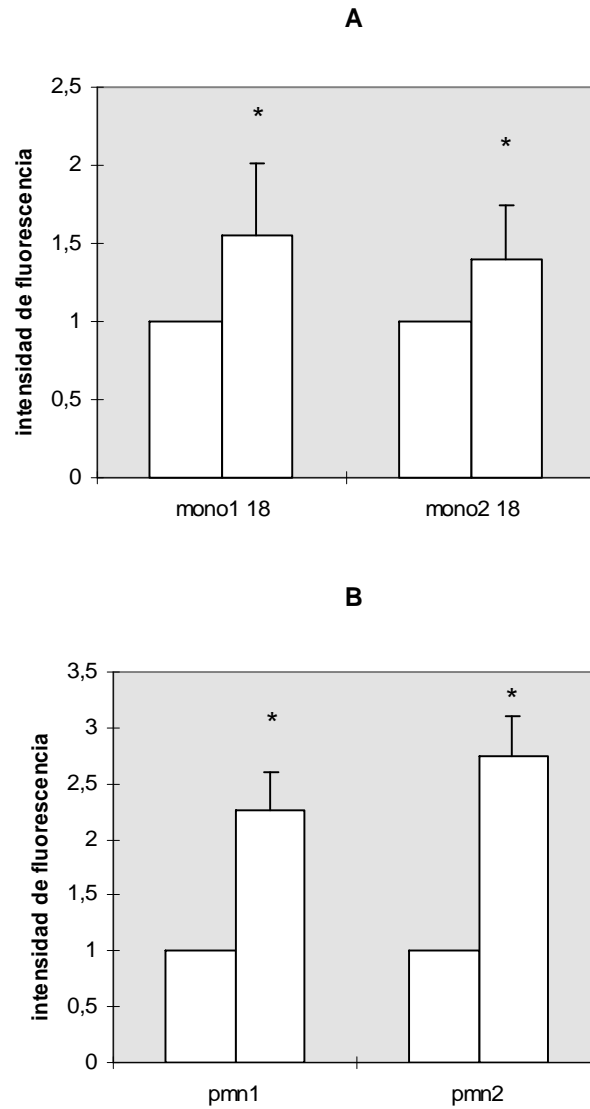 A
intensidad de fluorescencia
2,5
2
1,5
1
0,5
0
* *
mono1 18 mono2 18
B
intensidad de fluorescencia
3,5
3
2,5
2
1,5
1
0,5
0
* *
pmn1 pmn2